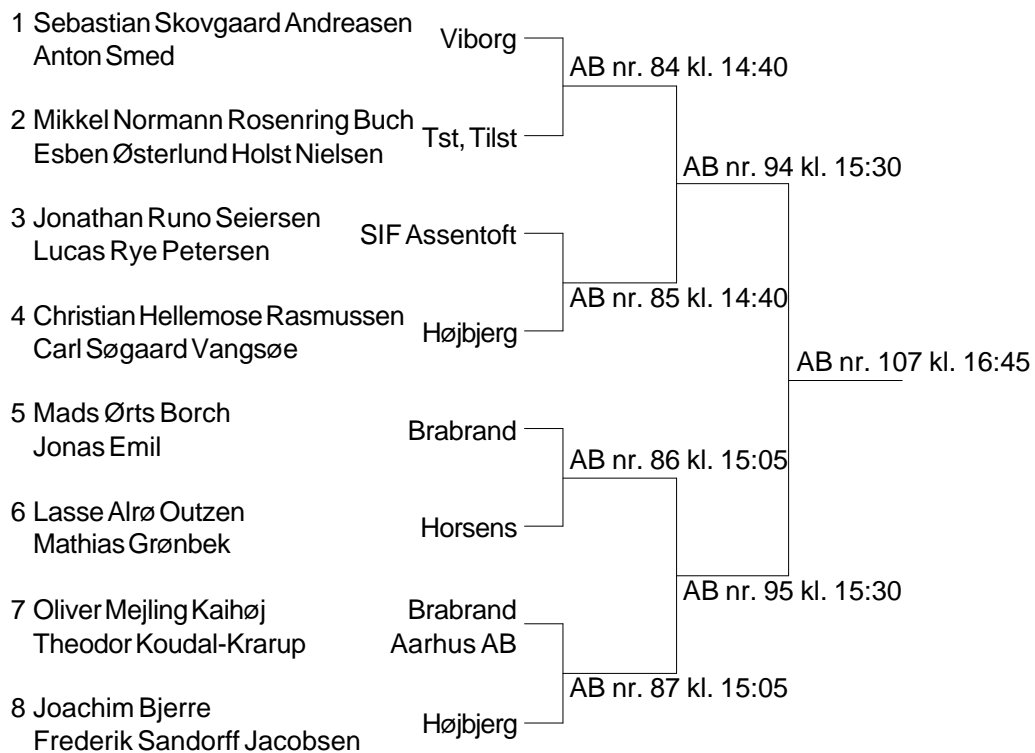 1 Sebastian Skovgaard Andreasen
Anton Smed
Viborg
AB nr. 84 kl. 14:40
2 Mikkel Normann Rosenring Buch
Esben Østerlund Holst Nielsen
Tst, Tilst
AB nr. 94 kl. 15:30
3 Jonathan Runo Seiersen
Lucas Rye Petersen
SIF Assentoft
AB nr. 85 kl. 14:40
4 Christian Hellemose Rasmussen
Carl Søgaard Vangsøe
Højbjerg
AB nr. 107 kl. 16:45
5 Mads Ørts Borch
Jonas Emil
Brabrand
AB nr. 86 kl. 15:05
6 Lasse Alrø Outzen
Mathias Grønbek
Horsens
AB nr. 95 kl. 15:30
7 Oliver Mejling Kaihøj
Theodor Koudal-Krarup
Brabrand
Aarhus AB
AB nr. 87 kl. 15:05
8 Joachim Bjerre
Frederik Sandorff Jacobsen
Højbjerg